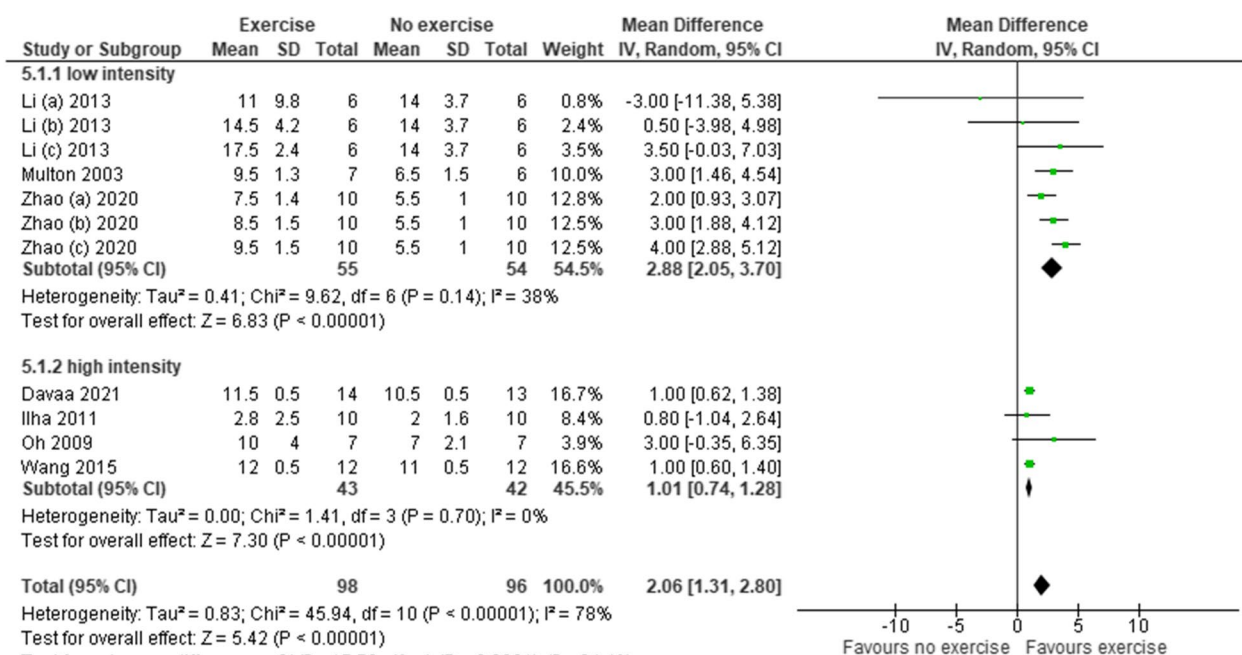 Exercise No exercise Mean Difference Mean Difference
Study or Subgroup Mean SD Total Mean SD Total Weight IV, Random, 95% CI IV, Random, 95% CI
5.1.1 low intensity
Li (a) 2013 11 9.8 6 14 3.7 6 0.8% -3.00 [-11.38, 5.38]
Li (b) 2013 14.5 4.2 6 14 3.7 6 2.4% 0.50 [-3.98, 4.98]
Li (c) 2013 17.5 2.4 6 14 3.7 6 3.5% 3.50 [-0.03, 7.03]
Multon 2003 9.5 1.3 7 6.5 1.5 6 10.0% 3.00 [1.46, 4.54]
Zhao (a) 2020 7.5 1.4 10 5.5 1 10 12.8% 2.00 [0.93, 3.07]
Zhao (b) 2020 8.5 1.5 10 5.5 1 10 12.5% 3.00 [1.88, 4.12]
Zhao (c) 2020 9.5 1.5 10 5.5 1 10 12.5% 4.00 [2.88, 5.12]
Subtotal (95% CI) 55 54 54.5% 2.88 [2.05, 3.70]
Heterogeneity: Tau² = 0.41; Chi² = 9.62, df = 6 (P = 0.14); I² = 38%
Test for overall effect: Z = 6.83 (P < 0.00001)
5.1.2 high intensity
Davaa 2021 11.5 0.5 14 10.5 0.5 13 16.7% 1.00 [0.62, 1.38]
Ilha 2011 2.8 2.5 10 2 1.6 10 8.4% 0.80 [-1.04, 2.64]
Oh 2009 10 4 7 7 2.1 7 3.9% 3.00 [-0.35, 6.35]
Wang 2015 12 0.5 12 11 0.5 12 16.6% 1.00 [0.60, 1.40]
Subtotal (95% CI) 43 42 45.5% 1.01 [0.74, 1.28]
Heterogeneity: Tau² = 0.00; Chi² = 1.41, df = 3 (P = 0.70); I² = 0%
Test for overall effect: Z = 7.30 (P < 0.00001)
Total (95% CI) 98 96 100.0% 2.06 [1.31, 2.80]
Heterogeneity: Tau² = 0.83; Chi² = 45.94, df = 10 (P < 0.00001); I² = 78%
Test for overall effect: Z = 5.42 (P < 0.00001)
-10 -5 0 5 10
Favours no exercise Favours exercise